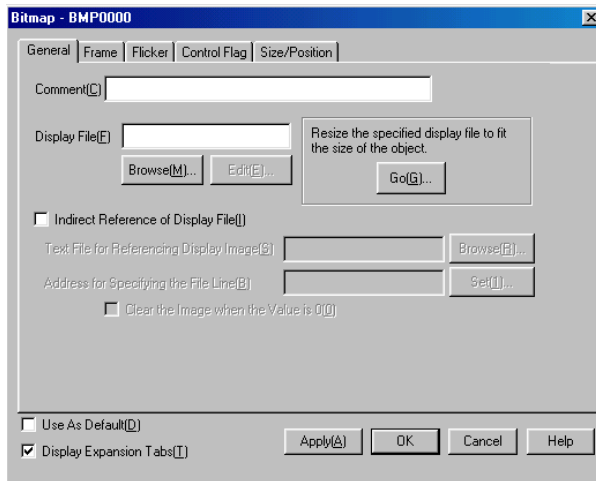 Bitmap - BMP0000
General Frame Flicker Control Flag Size/Position
Comment(C)
Display File(F)
Resize the specified display file to fit
the size of the object.
Browse(M)... Edit(E)... Go(G)...
Indirect Reference of Display File(I)
Text File for Referencing Display Image(S) Browse(R)...
Address for Specifying the File Line(B) Set(1)...
Clear the Image when the Value is 0(0)
Use As Default(D)
Display Expansion Tabs(T)
Apply(A) OK Cancel Help